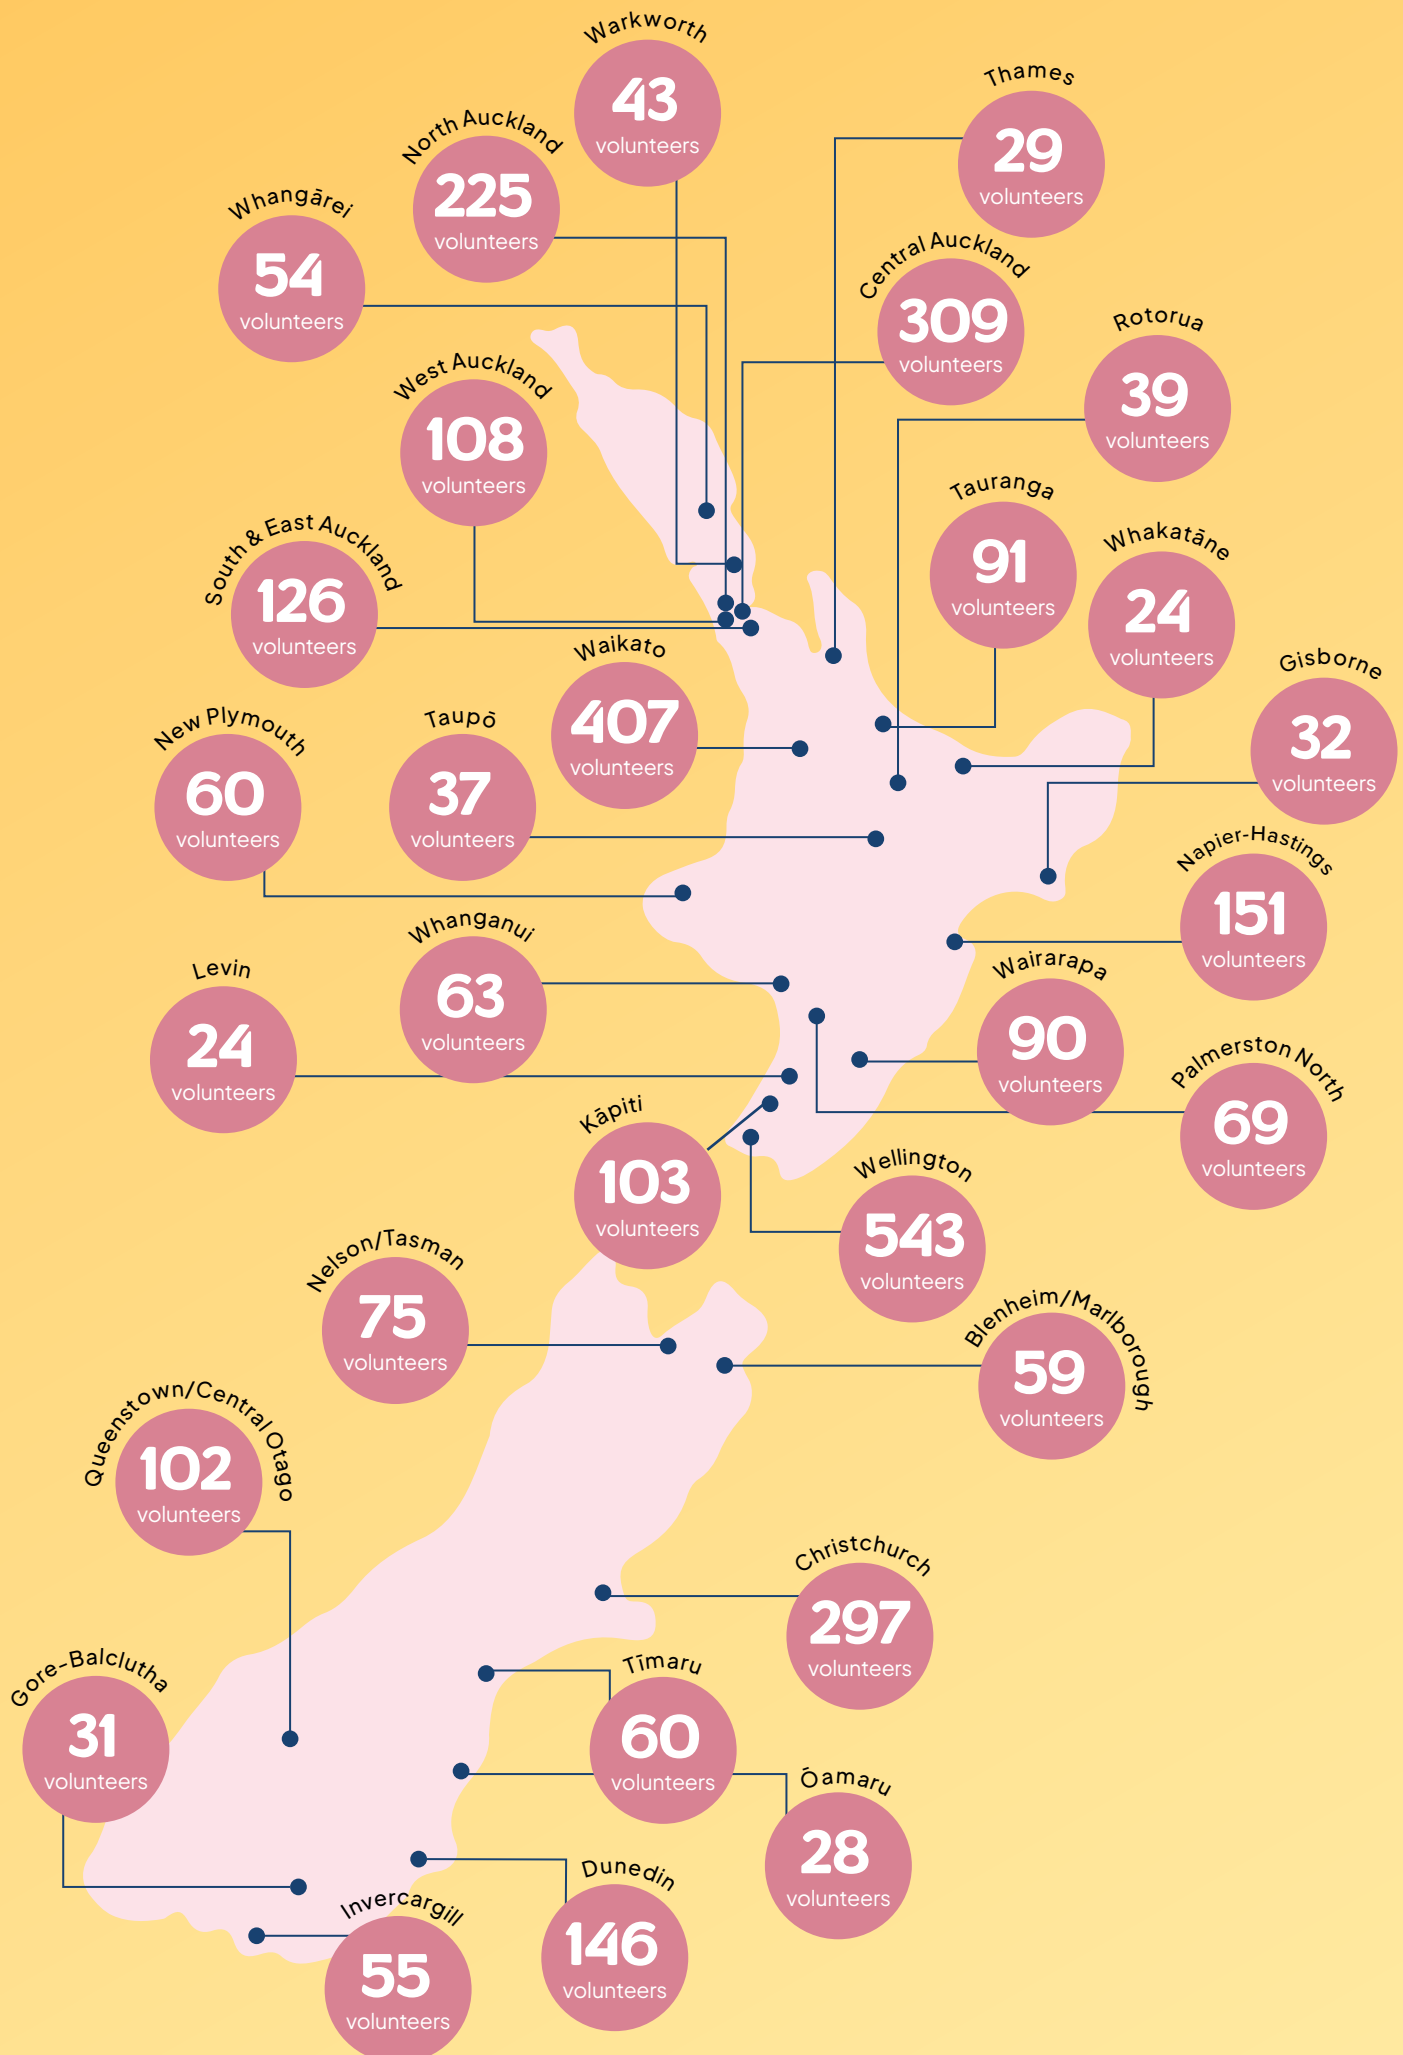 Warkworth
43
volunteers
Thames
29
volunteers
North Auckland
225
volunteers
Whangārei
54
volunteers
Central Auckland
309
volunteers
Rotorua
39
volunteers
West Auckland
108
volunteers
Tauranga
91
volunteers
Whakatāne
24
volunteers
South & East Auckland
126
volunteers
Waikato
407
volunteers
Gisborne
32
volunteers
New Plymouth
60
volunteers
Taupō
37
volunteers
Napier-Hastings
151
volunteers
Whanganui
63
volunteers
Levin
24
volunteers
Wairarapa
90
volunteers
Palmerston North
69
volunteers
Kāpiti
103
volunteers
Wellington
543
volunteers
Nelson/Tasman
75
volunteers
Blenheim/Marlborough
59
volunteers
Queenstown/Central Otago
102
volunteers
Christchurch
297
volunteers
Gore-Balclutha
31
volunteers
Tīmaru
60
volunteers
Ōamaru
28
volunteers
Dunedin
146
volunteers
Invercargill
55
volunteers